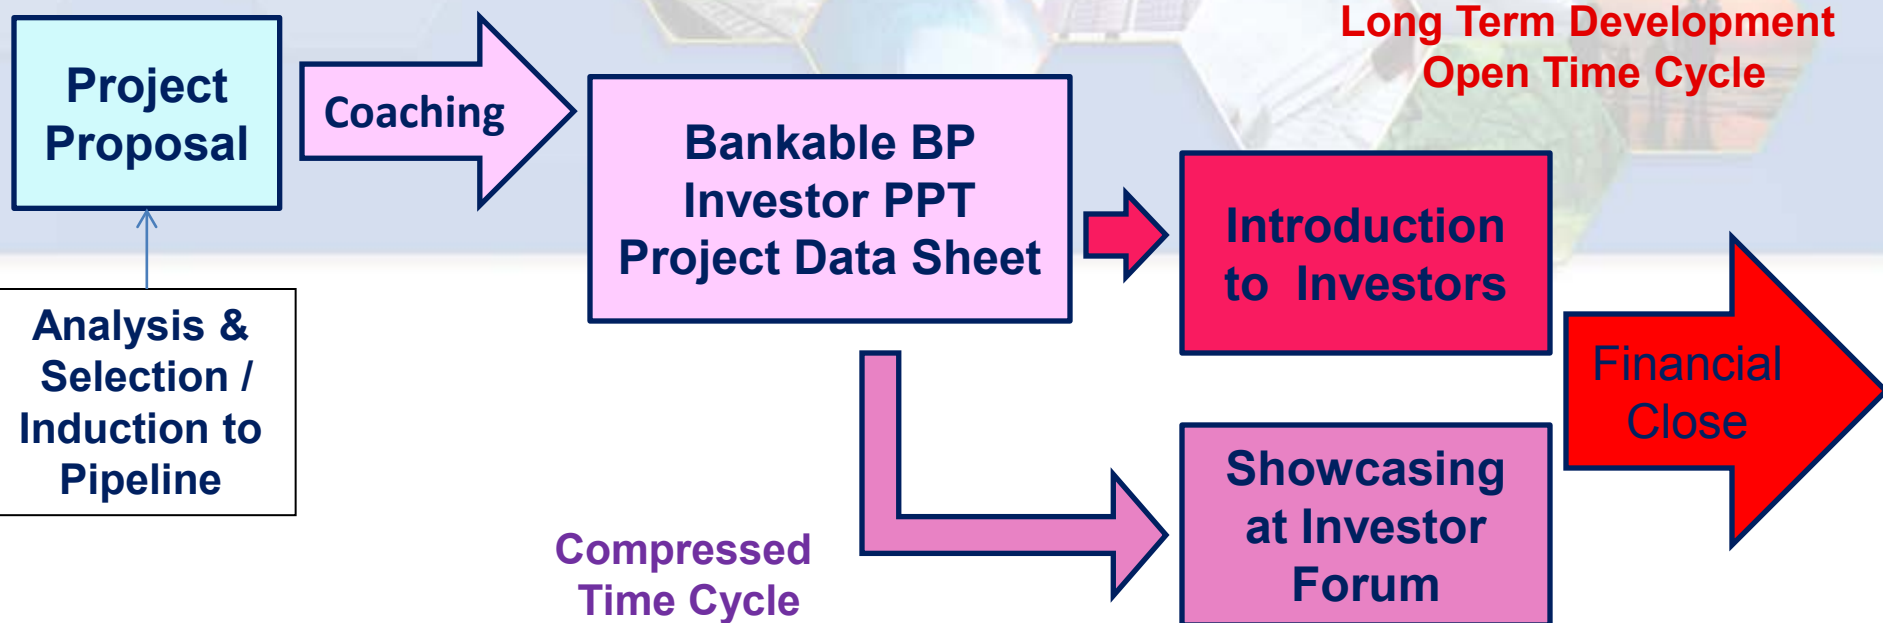 Long Term Development
Open Time Cycle
Project
Proposal
Coaching
Bankable BP
Investor PPT
Project Data Sheet
Introduction
to Investors
Analysis &
Selection /
Induction to
Pipeline
Financial
Close
Showcasing
at Investor
Forum
Compressed
Time Cycle